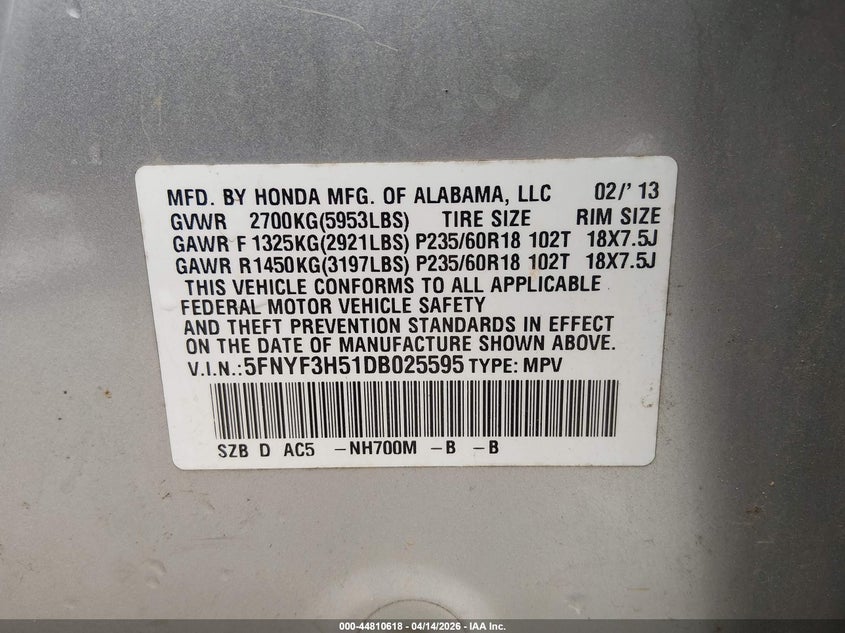 MFD. BY HONDA MFG. OF ALABAMA, LLC 02/' 13
GVWR 2700KG(5953LBS) TIRE SIZE RIM SIZE
GAWR F 1325KG(2921LBS) P235/60R18 102T 18X7.5J
GAWR R1450KG(3197LBS) P235/60R18 102T 18X7.5J
THIS VEHICLE CONFORMS TO ALL APPLICABLE
FEDERAL MOTOR VEHICLE SAFETY
AND THEFT PREVENTION STANDARDS IN EFFECT
ON THE DATE OF MANUFACTURE SHOWN ABOVE.
V.I.N.:5FNYF3H51DB025595 TYPE: MPV
SZB D AC5 -NH700M -B -B
000-44810618 - 04/14/2026 - IAA Inc.